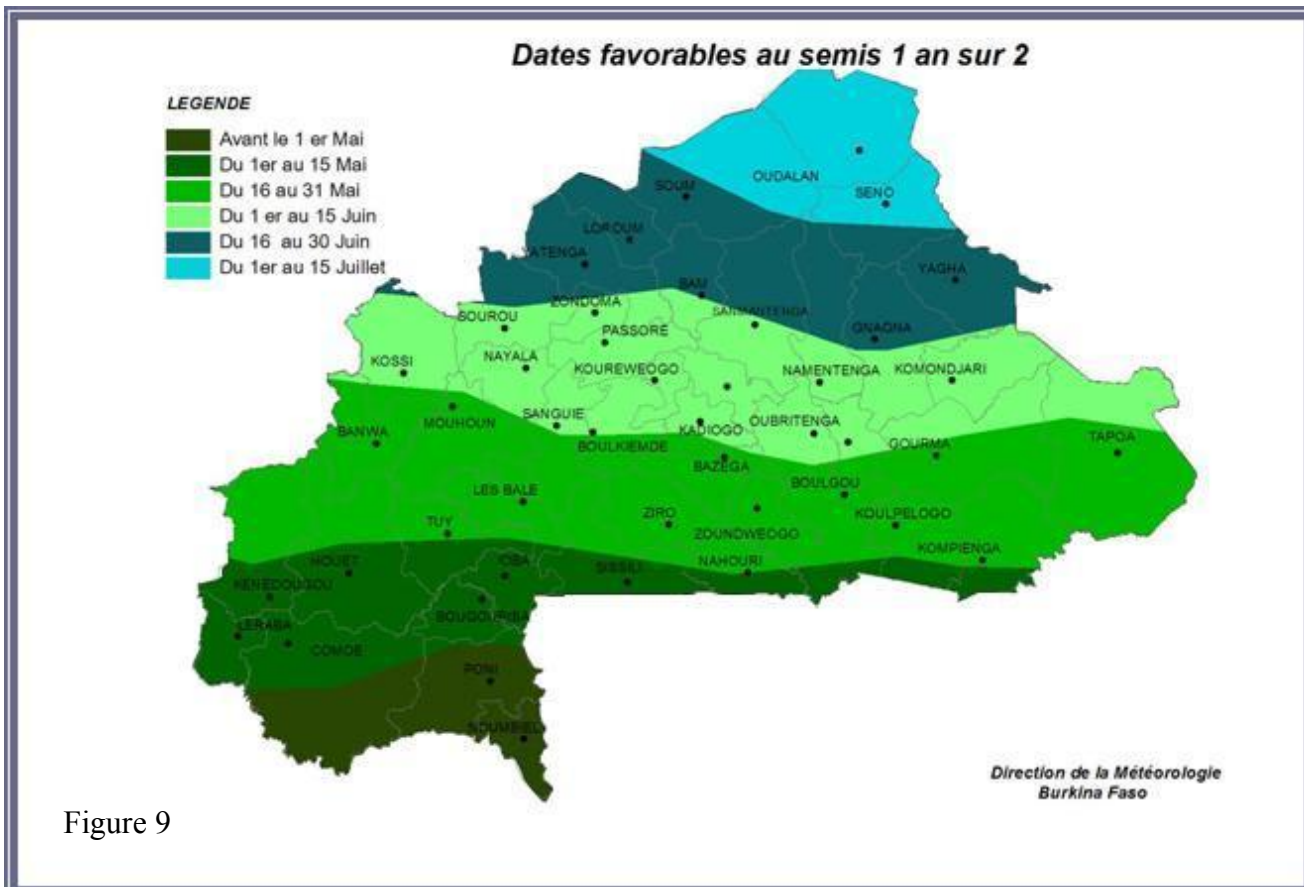 Dates favorables au semis 1 an sur 2
LEGENDE
Avant le 1 er Mai
Du 1er au 15 Mai
Du 16 au 31 Mai
Du 1 er au 15 Juin
Du 16 au 30 Juin
Du 1er au 15 Juillet
OUDALAN
SOUM
SENO
LOROUM
YATENGA
YAGHA
BAM
ZONDOMA
SANMANTENGA
SOUROU
GNAGNA
PASSORE
NAYALA
KOSSI
KOUREWEOGO
NAMENTENGA
KOMONDJARI
SANGUIE
MOUHOUN
OUBRITENGA
KADIOGO
BANWA
BOULKIEMDE
GOURMA
TAPOA
BAZEGA
LES BALE
BOULGOU
ZIRO
KOULPELOGO
TUY
ZOUNDWEOGO
KOMPIENGA
HOUET
IOBA
SISSILI
NAHOURI
KENEDOUGOU
BOUGOURIBA
LERABA
COMOE
PONI
NOUMBIEL
Direction de la Météorologie
Burkina Faso
Figure 9